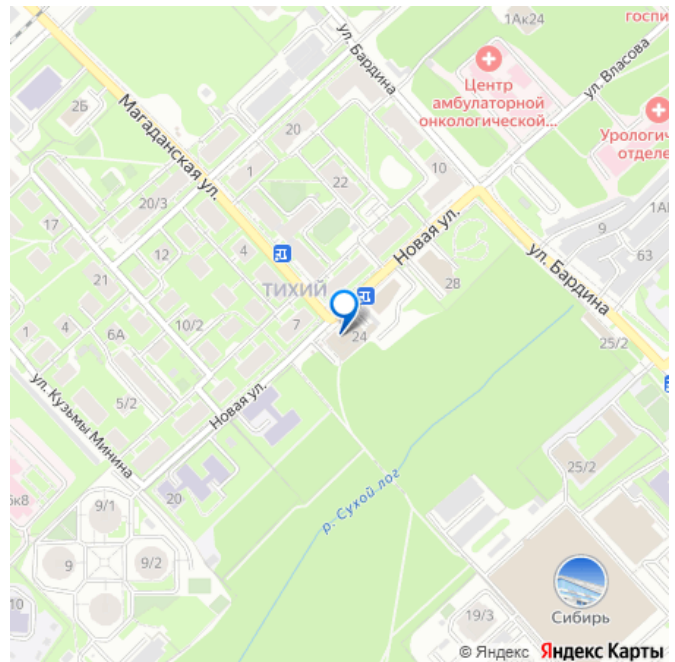 1Ак24
госпи
ул. Бардина
ул. Власова
Центр
амбулаторной
онкологической...
2Б
Магаданская ул.
20
Урологич
отделе
1
22
10
20/3
1А
17
12
4
Новая ул.
9
63
ул. Бардина
21
ТИХИЙ
28
1
4
6А
10/2
7
24
25/2
ул. Кузьмы Минина
5/2
Новая ул.
25/2
6к8
9/1
20
р. Сухой лог
9
9/2
10
19/3
Сибирь
© Яндекс Яндекс Карты